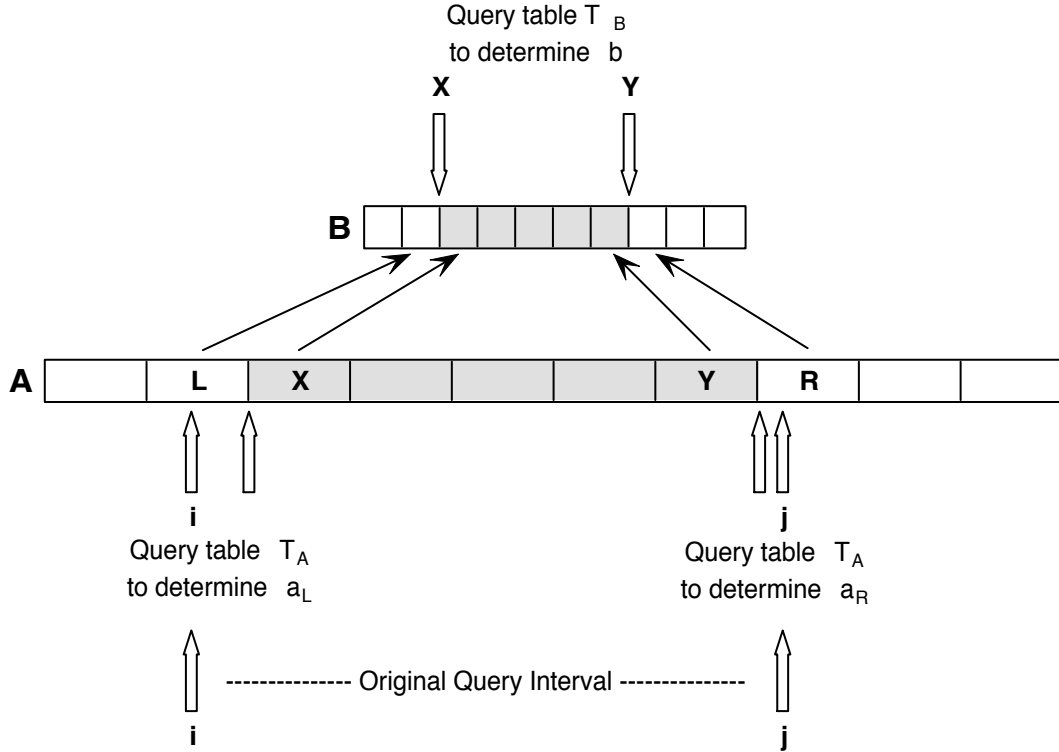 Query table T B
to determine b
X Y
B
A L X Y R
i j
Query table T A Query table T A
to determine a L to determine a R
---------------- Original Query Interval ----------------
i j